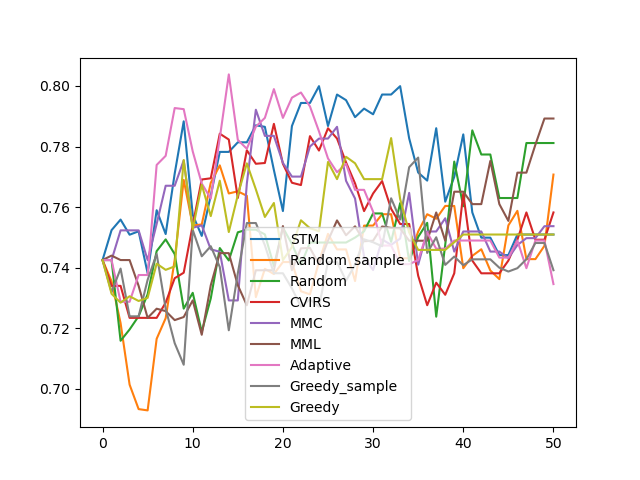 0.80
0.78
0.76
0.74
0.72
0.70
0
10
20
30
40
50
STM
Random_sample
Random
CVIRS
MMC
MML
Adaptive
Greedy_sample
Greedy